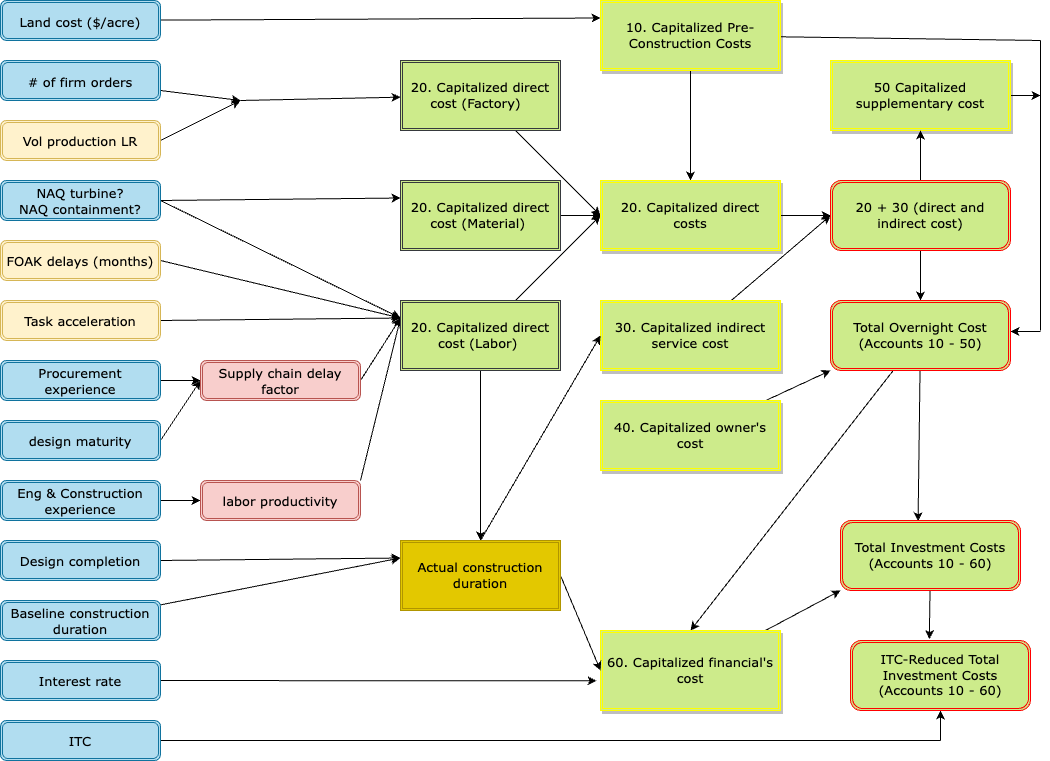 Land cost ($/acre)
# of firm orders
Vol production LR
NAQ turbine?
NAQ containment?
FOAK delays (months)
Task acceleration
Procurement
experience
design maturity
Eng & Construction
experience
Design completion
Baseline construction
duration
Interest rate
ITC
Supply chain delay
factor
labor productivity
20. Capitalized direct
cost (Factory)
20. Capitalized direct
cost (Material)
20. Capitalized direct
cost (Labor)
Actual construction
duration
10. Capitalized Pre-
Construction Costs
20. Capitalized direct
costs
30. Capitalized indirect
service cost
40. Capitalized owner's
cost
60. Capitalized financial's
cost
50 Capitalized
supplementary cost
20 + 30 (direct and
indirect cost)
Total Overnight Cost
(Accounts 10 - 50)
Total Investment Costs
(Accounts 10 - 60)
ITC-Reduced Total
Investment Costs
(Accounts 10 - 60)